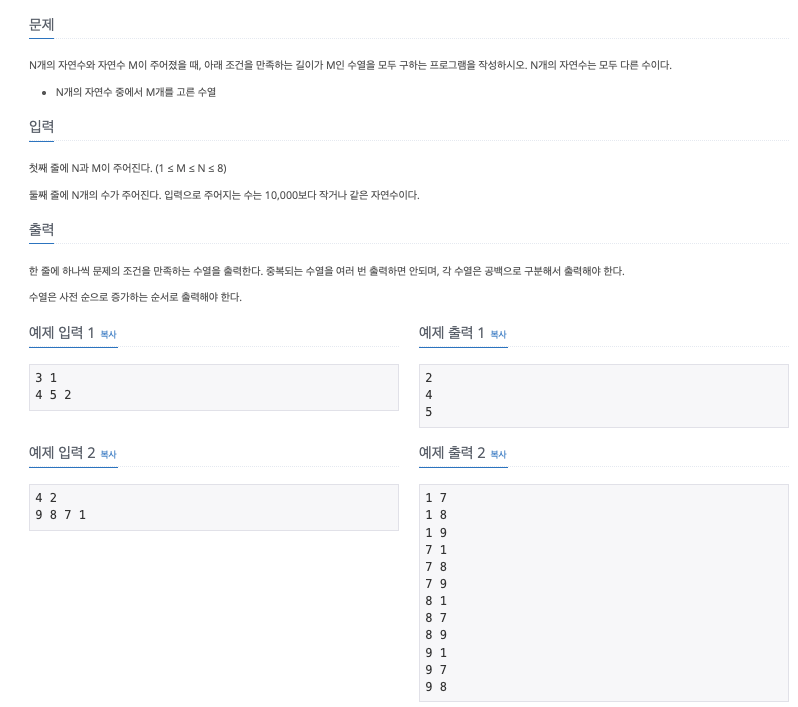 문제
N개의 자연수와 자연수 M이 주어졌을 때, 아래 조건을 만족하는 길이가 M인 수열을 모두 구하는 프로그램을 작성하시오. N개의 자연수는 모두 다른 수이다.
• N개의 자연수 중에서 M개를 고른 수열
입력
첫째 줄에 N과 M이 주어진다. (1 ≤ M ≤ N ≤ 8)
둘째 줄에 N개의 수가 주어진다. 입력으로 주어지는 수는 10,000보다 작거나 같은 자연수이다.
출력
한 줄에 하나씩 문제의 조건을 만족하는 수열을 출력한다. 중복되는 수열을 여러 번 출력하면 안되며, 각 수열은 공백으로 구분해서 출력해야 한다.
수열은 사전 순으로 증가하는 순서로 출력해야 한다.
예제 입력 1 복사
3 1
4 5 2
예제 출력 1 복사
2
4
5
예제 입력 2 복사
4 2
9 8 7 1
예제 출력 2 복사
1 7
1 8
1 9
7 1
7 8
7 9
8 1
8 7
8 9
9 1
9 7
9 8